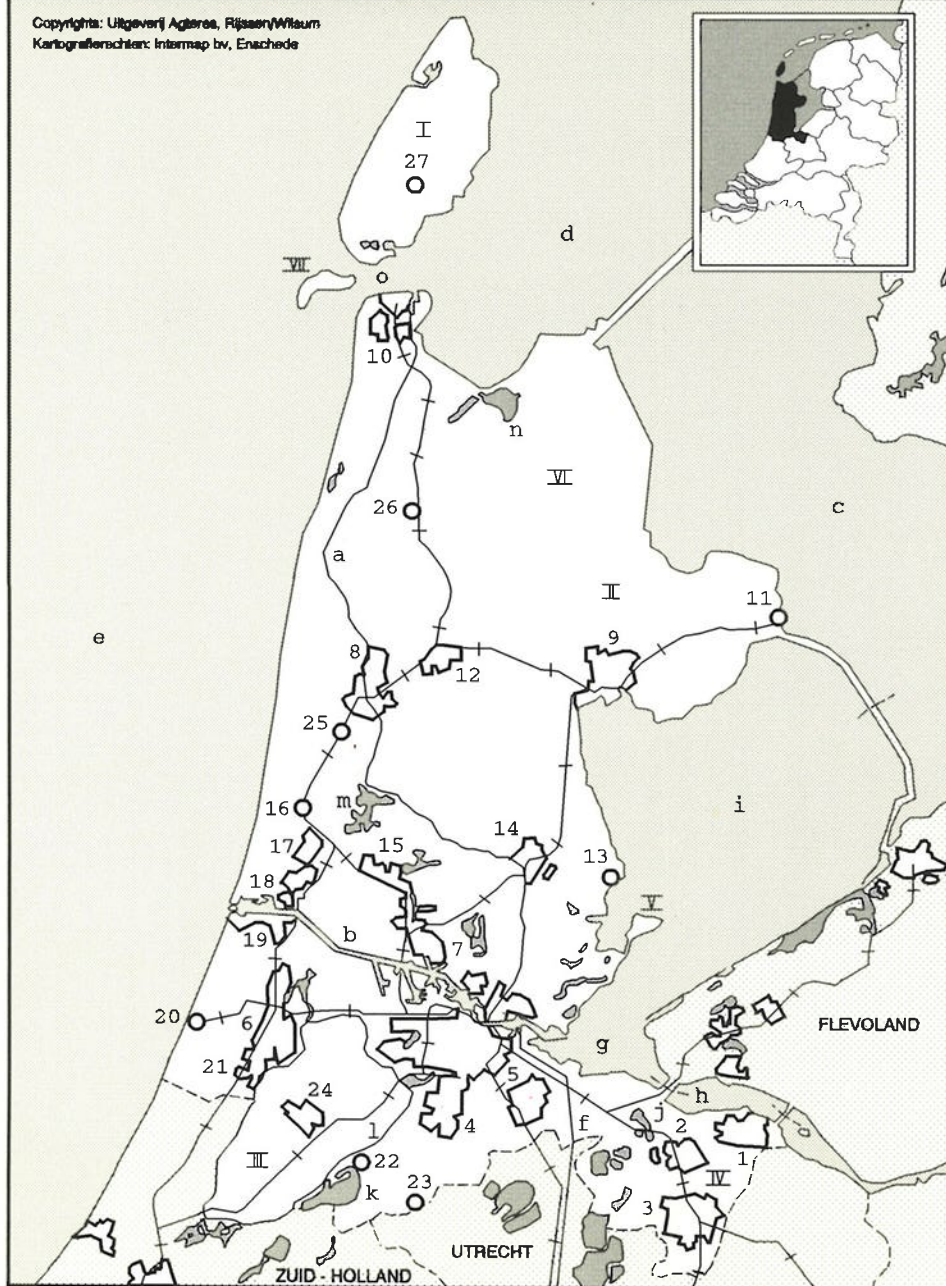 Copyrights: Uitgeverij Agteres, Rijssen/Wilsum
Kartografierechten: Intermap bv, Enschede
I
27
d
VII
o
10
n
VI
26
c
a
II
11
e
8
9
12
25
i
16
m
17
14
15
13
18
V
b
19
7
20
6
FLEVOLAND
g
21
5
h
24
j
4
f
2
l
1
III
22
IV
k
23
3
UTRECHT
ZUID - HOLLAND